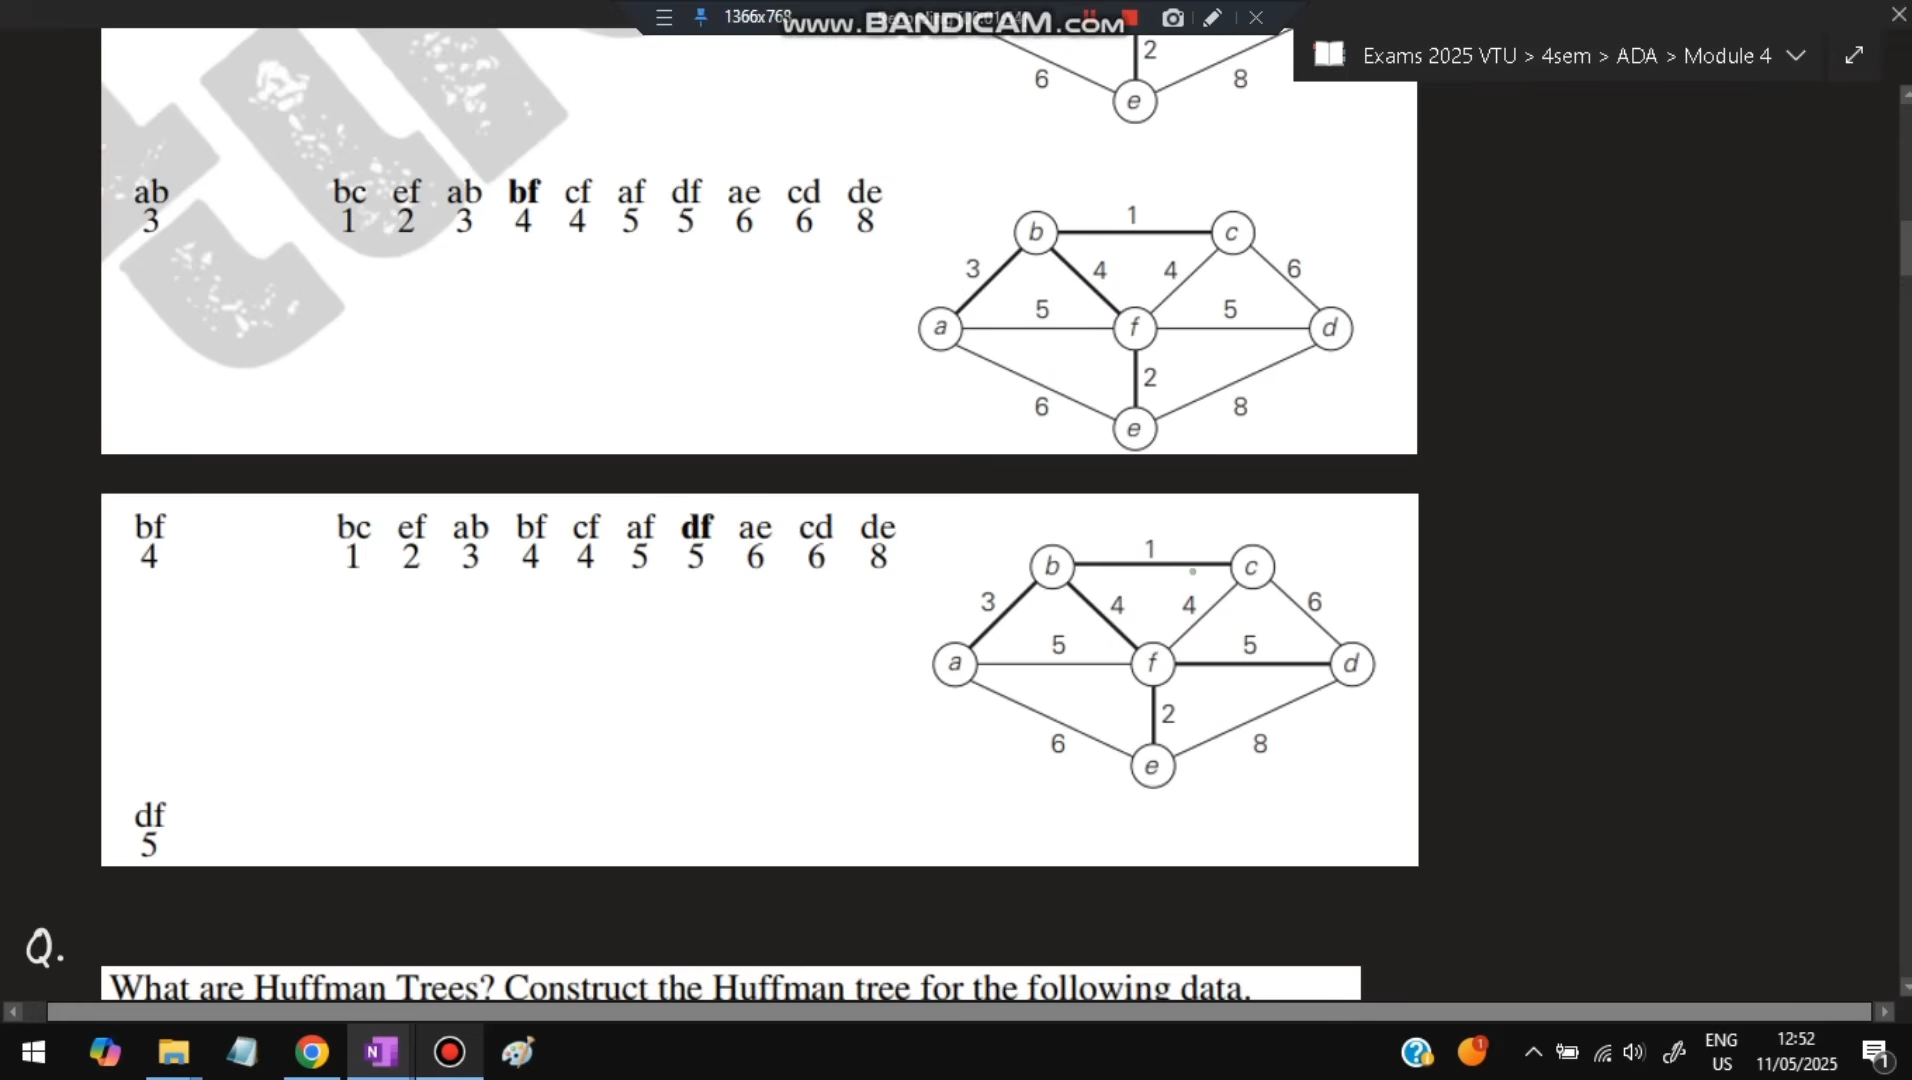 1366x768
www.BANDICAM.com
Exams 2025 VTU > 4sem > ADA > Module 4
2
6 8
e
ab bc ef ab bf cf af df ae cd de
3 1 2 3 4 4 5 5 6 6 8
1
b c
3 4 4 6
5 5
a f d
2
6 8
e
bf bc ef ab bf cf af df ae cd de
4 1 2 3 4 4 5 5 6 6 8
1
b c
3 4 4 6
5 5
a f d
2
6 8
e
df
5
Q.
What are Huffman Trees? Construct the Huffman tree for the following data.
N
ENG 12:52
US 11/05/2025
1
1